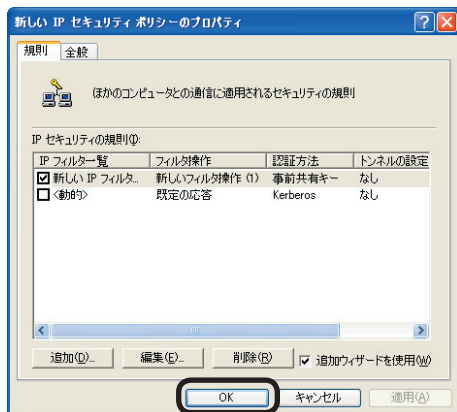 新しい IP セキュリティ ポリシーのプロパティ
規則 全般
ほかのコンピュータとの通信に適用されるセキュリティの規則
IP セキュリティの規則(I):
IP フィルタ一覧 フィルタ操作 認証方法 トンネルの設定
新しい IP フィルタ... 新しいフィルタ操作 (1) 事前共有キー なし
<動的> 既定の応答 Kerberos なし
追加(D)... 編集(E)... 削除(R) 追加ウィザードを使用(W)
OK キャンセル 適用(A)